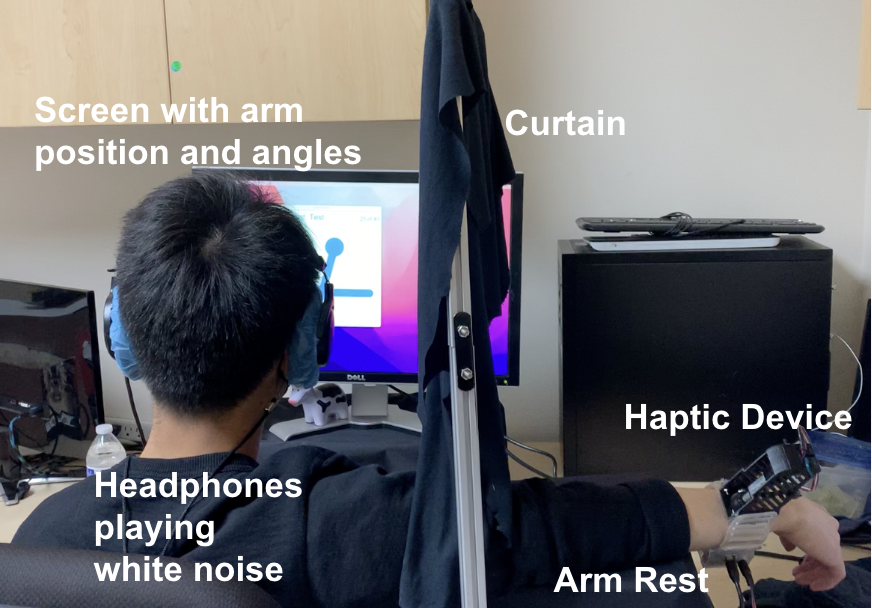 Screen with arm
position and angles
Curtain
Test
DELL
Haptic Device
Headphones
playing
white noise
Arm Rest